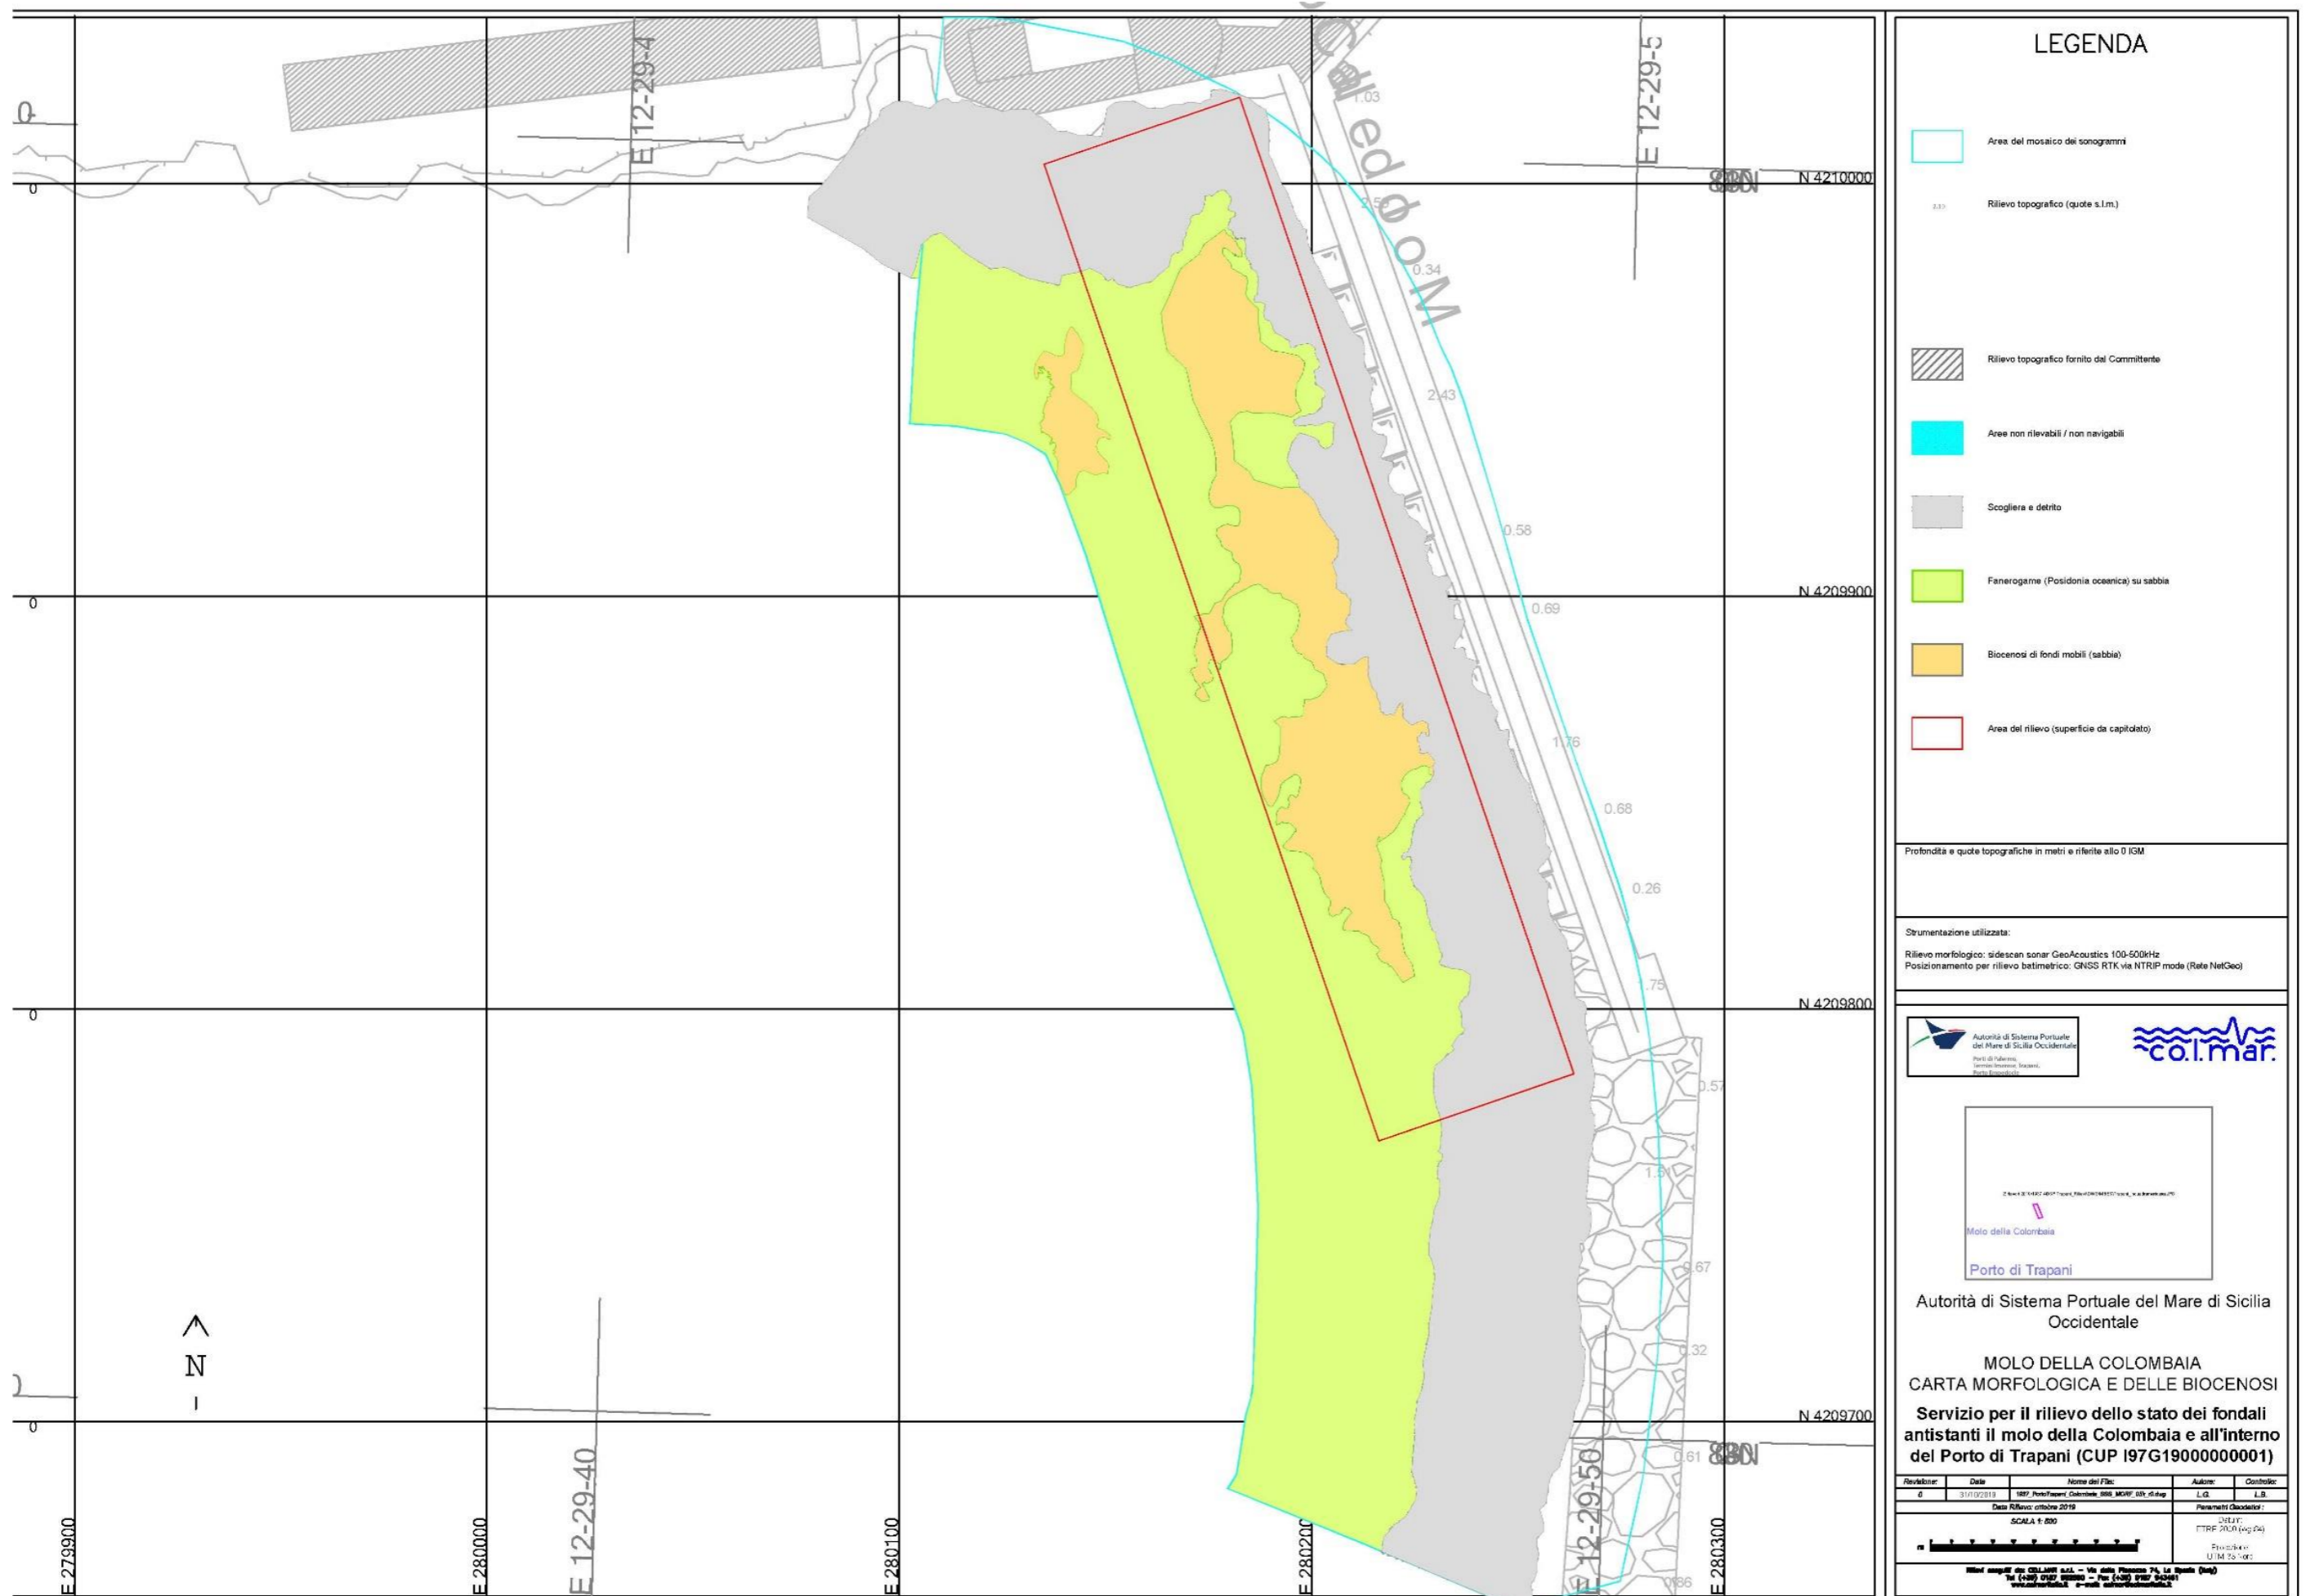 E 12-29-4
E 12-29-5
Molo del
N 4210000
1.03
0.34
2.43
0.58
N 4209900
0.69
1.76
0.68
0.26
N 4209800
.75
0.57
0.67
0.32
N 4209700
0.61
N
E 12-29-40
E 12-29-50
E 279900
E 280000
E 280100
E 280200
E 280300
LEGENDA
Area del mosaico dei sonogrammi
Rilievo topografico (quote s.l.m.)
Rilievo topografico fornito dal Committente
Aree non rilevabili / non navigabili
Scogliera e detrito
Fanerogame (Posidonia oceanica) su sabbia
Biocenosi di fondi mobili (sabbia)
Area del rilievo (superficie da capitolato)
Profondità e quote topografiche in metri e riferite allo 0 IGM
Strumentazione utilizzata:
Rilievo morfologico: sidescan sonar GeoAcoustics 100-500kHz
Posizionamento per rilievo batimetrico: GNSS RTK via NTRIP mode (Rete NetGeo)
Autorità di Sistema Portuale
del Mare di Sicilia Occidentale
Porti di Palermo,
Termini Imerese, Trapani,
Porto Empedocle
co.l.mar.
Molo della Colombaia
Porto di Trapani
Autorità di Sistema Portuale del Mare di Sicilia
Occidentale
MOLO DELLA COLOMBAIA
CARTA MORFOLOGICA E DELLE BIOCENOSI
Servizio per il rilievo dello stato dei fondali
antistanti il molo della Colombaia e all'interno
del Porto di Trapani (CUP I97G19000000001)
Revisione: Data Nome del File: Autore: Controllo:
0 31/10/2019 L.G. L.B.
Data Rilievo: ottobre 2019 Parametri Geodetici :
SCALA 1: 500
m